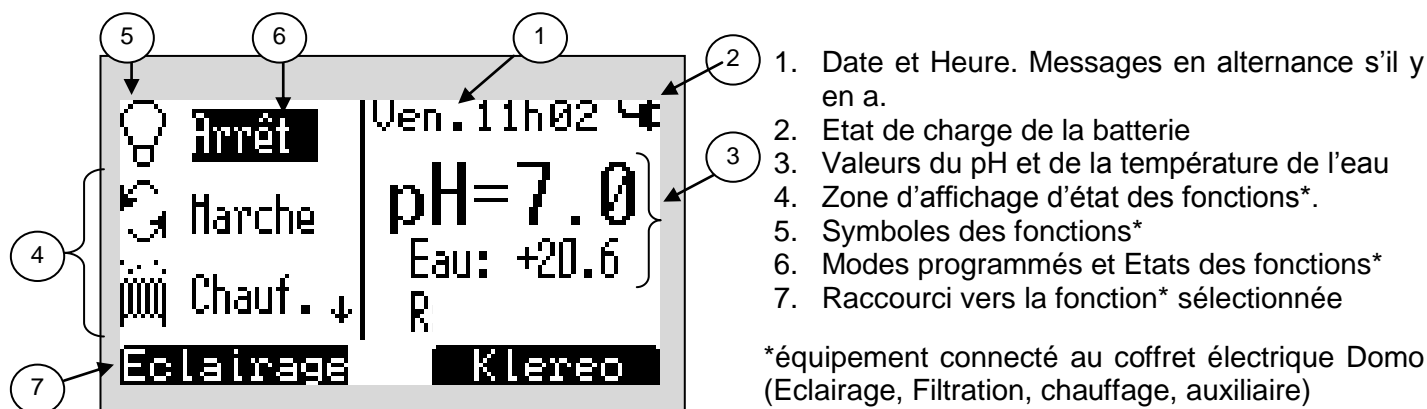 5
6
1
2
3
4
7
Arrêt
Marche
Chauf.
Ven.11h02
pH=7.0
Eau: +20.6
R
Eclairage
Klereo
1. Date et Heure. Messages en alternance s'il y
en a.
2. Etat de charge de la batterie
3. Valeurs du pH et de la température de l'eau
4. Zone d'affichage d'état des fonctions*.
5. Symboles des fonctions*
6. Modes programmés et Etats des fonctions*
7. Raccourci vers la fonction* sélectionnée
*équipement connecté au coffret électrique Domo
(Eclairage, Filtration, chauffage, auxiliaire)